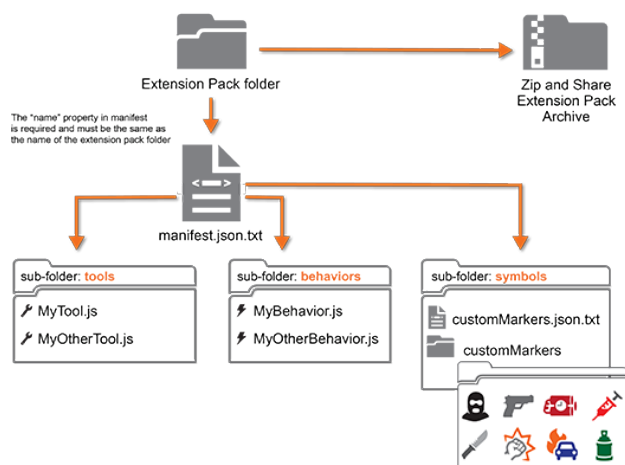 Extension Pack folder
Zip and Share
Extension Pack
Archive
The “name” property in manifest
is required and must be the same as
the name of the extension pack folder
manifest.json.txt
sub-folder: tools
MyTool.js
MyOtherTool.js
sub-folder: behaviors
MyBehavior.js
MyOtherBehavior.js
sub-folder: symbols
customMarkers.json.txt
customMarkers